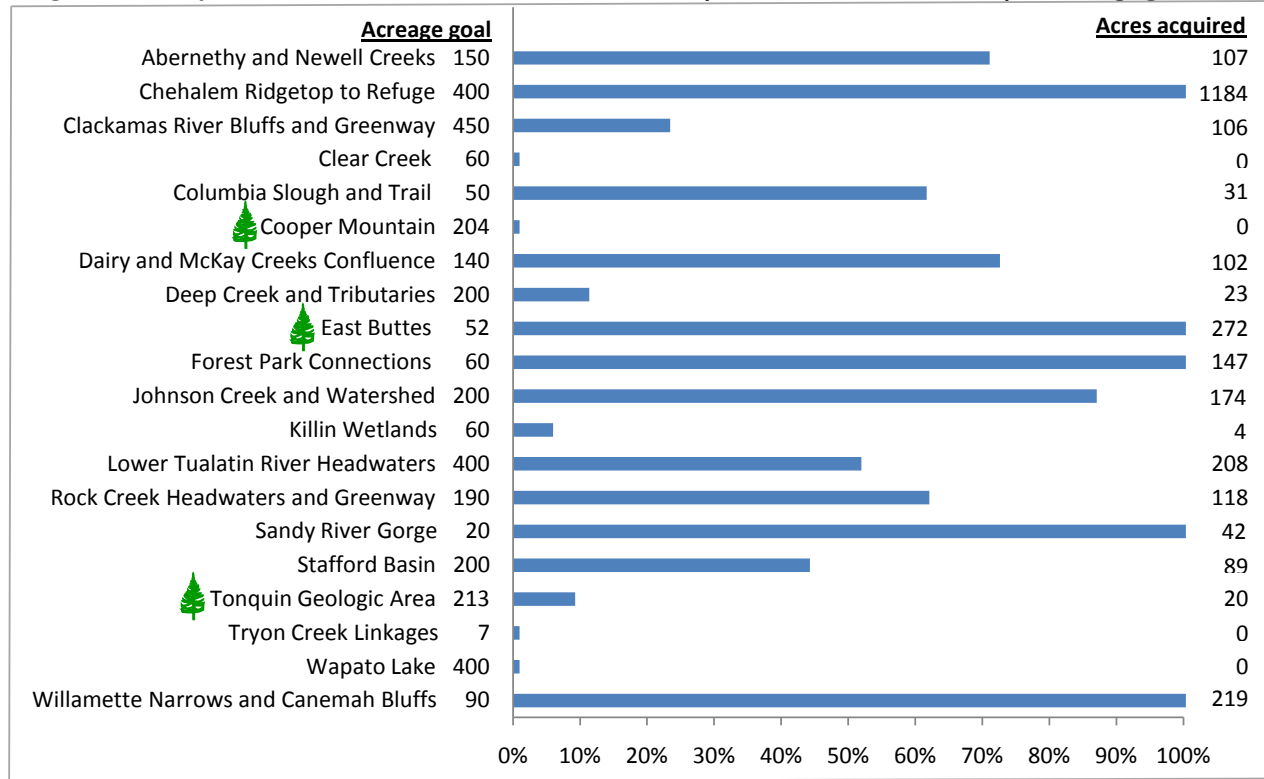 Acreage goal Acres acquired
Abernethy and Newell Creeks 150 107
Chehalem Ridgetop to Refuge 400 1184
Clackamas River Bluffs and Greenway 450 106
Clear Creek 60 0
Columbia Slough and Trail 50 31
Cooper Mountain 204 0
Dairy and McKay Creeks Confluence 140 102
Deep Creek and Tributaries 200 23
East Buttes 52 272
Forest Park Connections 60 147
Johnson Creek and Watershed 200 174
Killin Wetlands 60 4
Lower Tualatin River Headwaters 400 208
Rock Creek Headwaters and Greenway 190 118
Sandy River Gorge 20 42
Stafford Basin 200 89
Tonquin Geologic Area 213 20
Tryon Creek Linkages 7 0
Wapato Lake 400 0
Willamette Narrows and Canemah Bluffs 90 219
0% 10% 20% 30% 40% 50% 60% 70% 80% 90% 100%